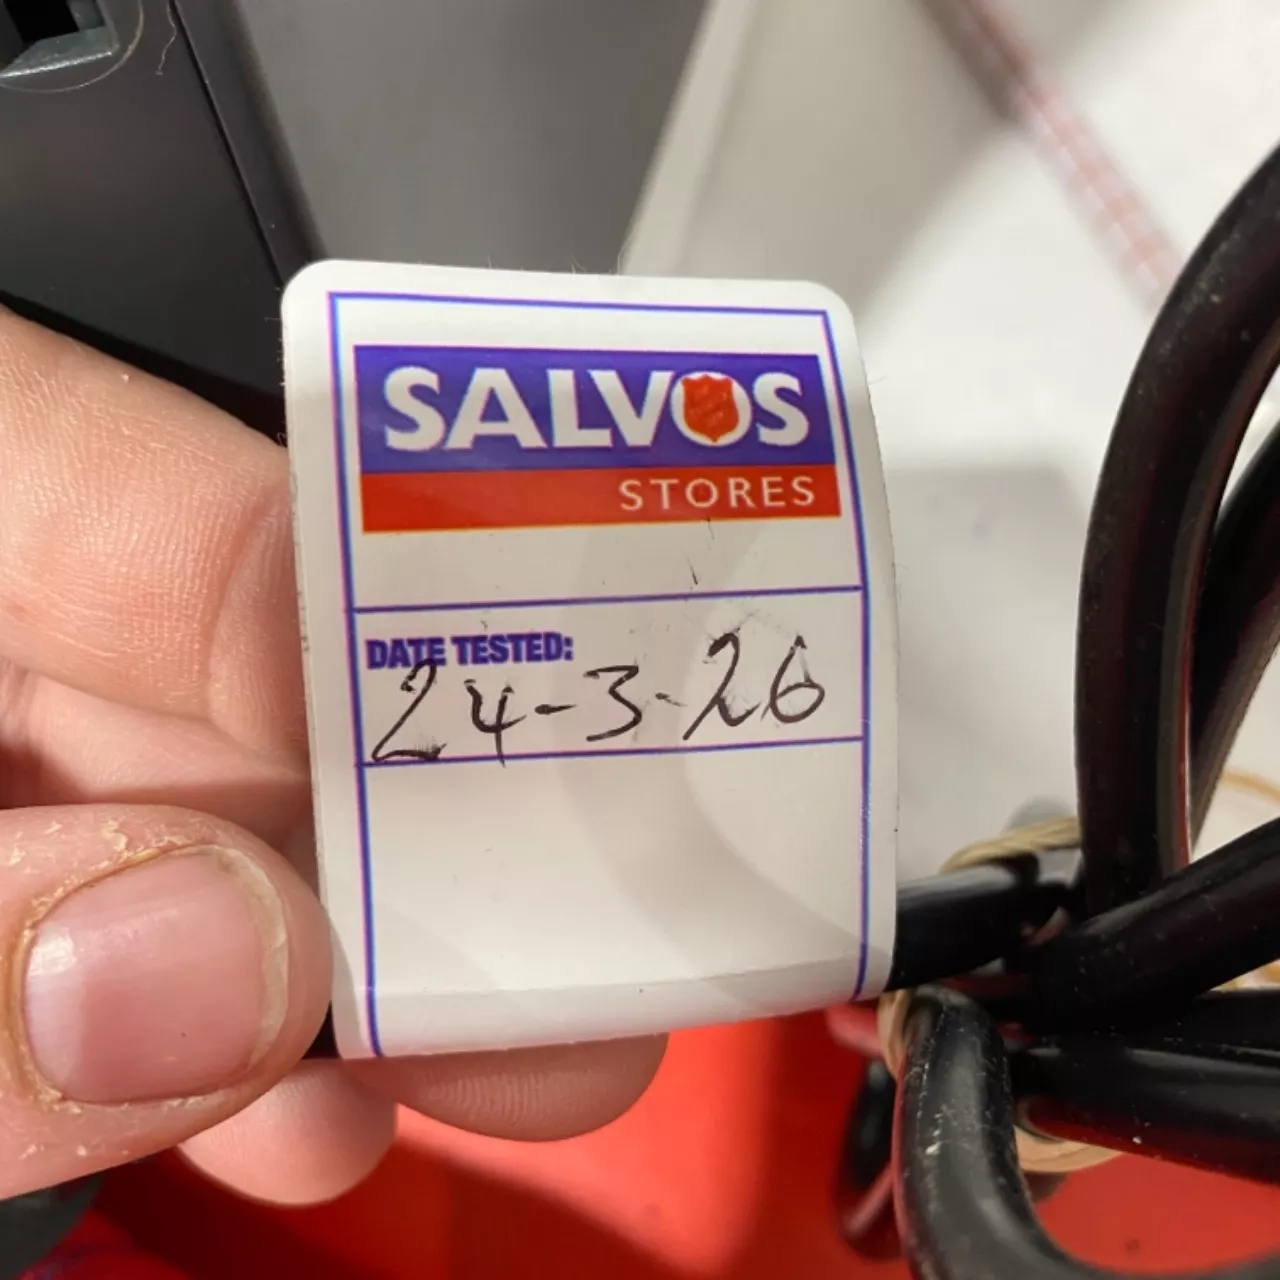 SALVOS
STORES
DATE TESTED:
24-3-26